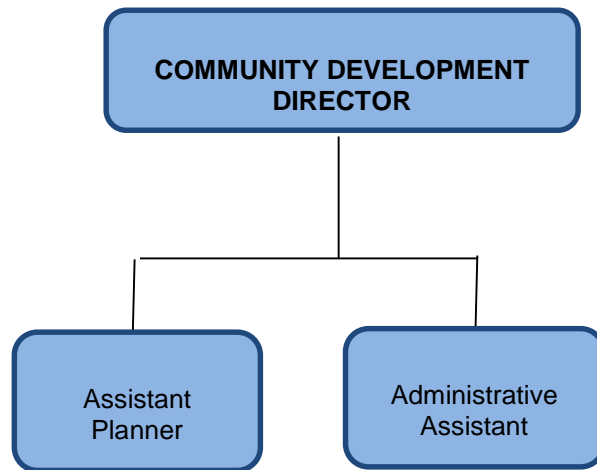 COMMUNITY DEVELOPMENT
DIRECTOR
Assistant
Planner
Administrative
Assistant